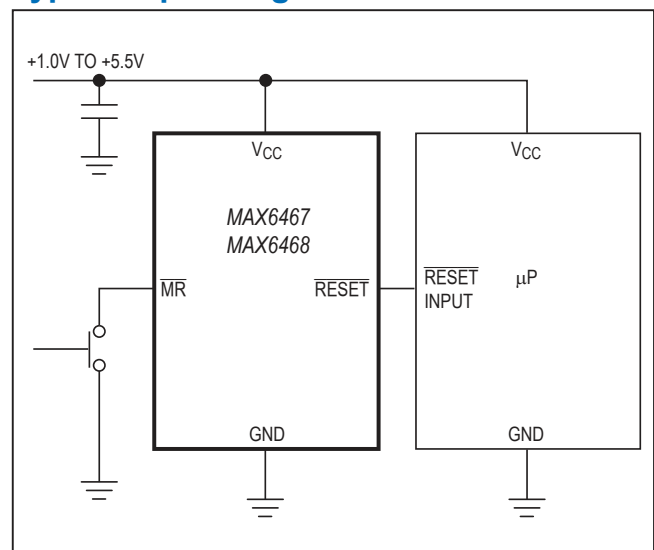 +1.0V TO +5.5V
VCC
VCC
MAX6467
MAX6468
MR
RESET
RESET
INPUT
μP
GND
GND